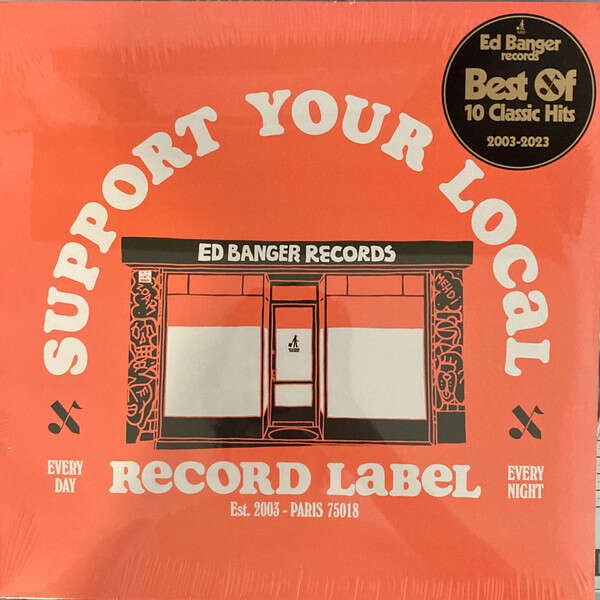 Ed Banger
records
Best Of
10 Classic Hits
2003-2023
SUPPORT YOUR LOCAL
ED BANGER RECORDS
MEHDI
EVERY
DAY
RECORD LABEL
EVERY
NIGHT
Est. 2003 - PARIS 75018